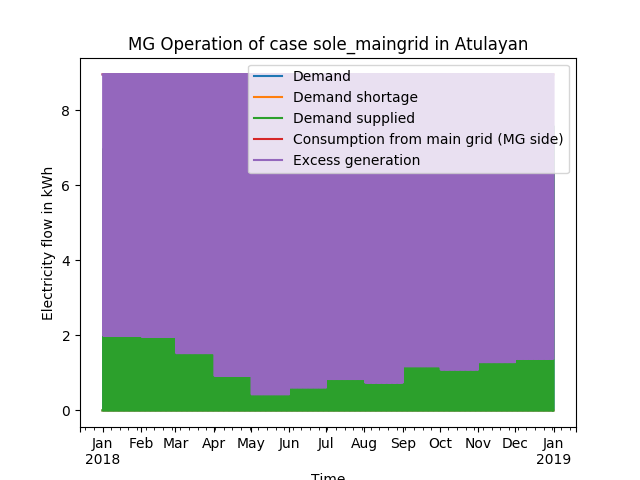 MG Operation of case sole_maingrid in Atulayan
Demand
Demand shortage
Demand supplied
Consumption from main grid (MG side)
Excess generation
Electricity flow in kWh
8
6
4
2
0
Jan Feb Mar Apr May Jun Jul Aug Sep Oct Nov Dec Jan
2018 2019
Time